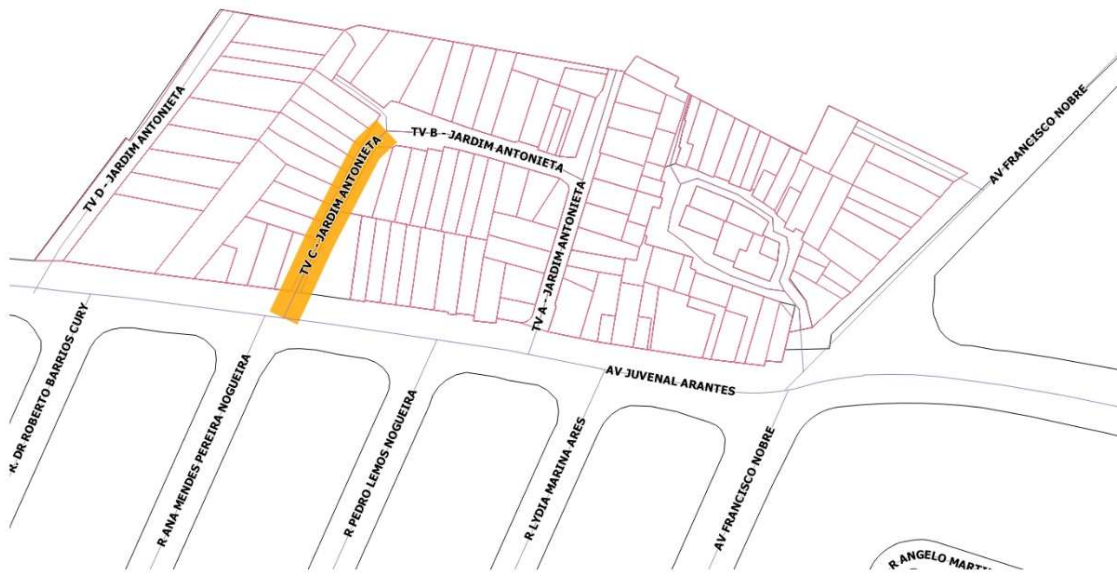 TV D - JARDIM ANTONIETA
TV C - JARDIM ANTONIETA
TV B - JARDIM ANTONIETA
TV A - JARDIM ANTONIETA
AV FRANCISCO NOBRE
AV JUVENAL ARANTES
R. DR ROBERTO BARRIOS CURY
R ANA MENDES PEREIRA NOGUEIRA
R PEDRO LEMOS NOGUEIRA
R LYDIA MARINA ARES
AV FRANCISCO NOBRE
R ANGELO